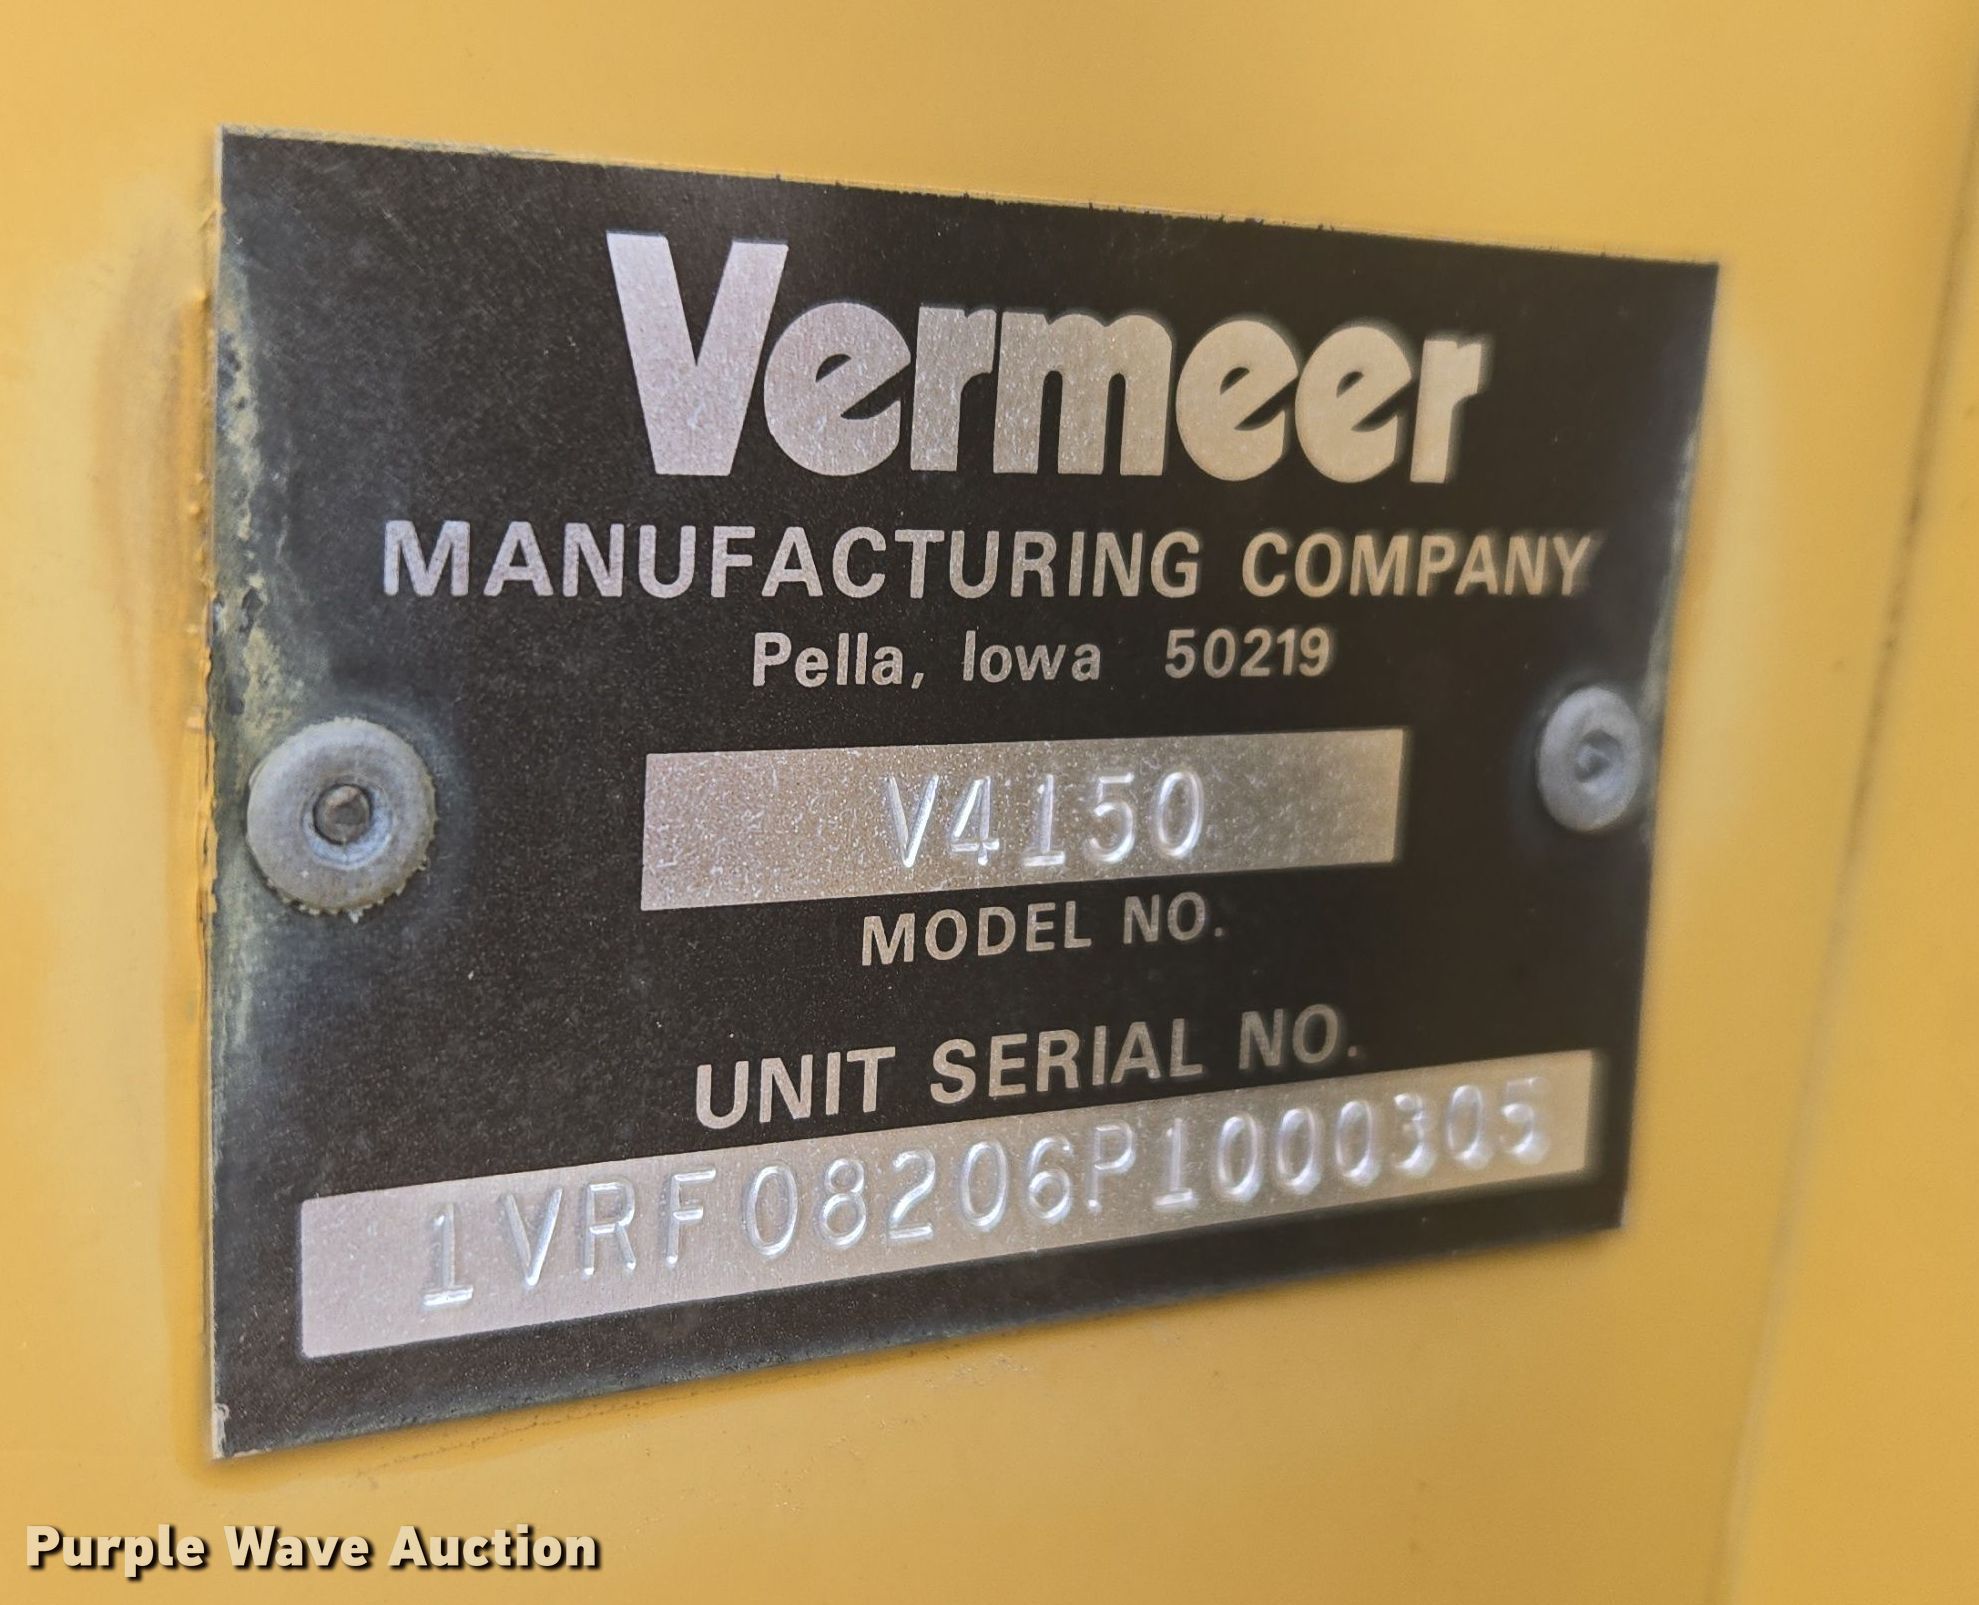 Vermeer
MANUFACTURING COMPANY
Pella, Iowa 50219
V4150
MODEL NO.
UNIT SERIAL NO.
1VRF08206P1000305
Purple Wave Auction